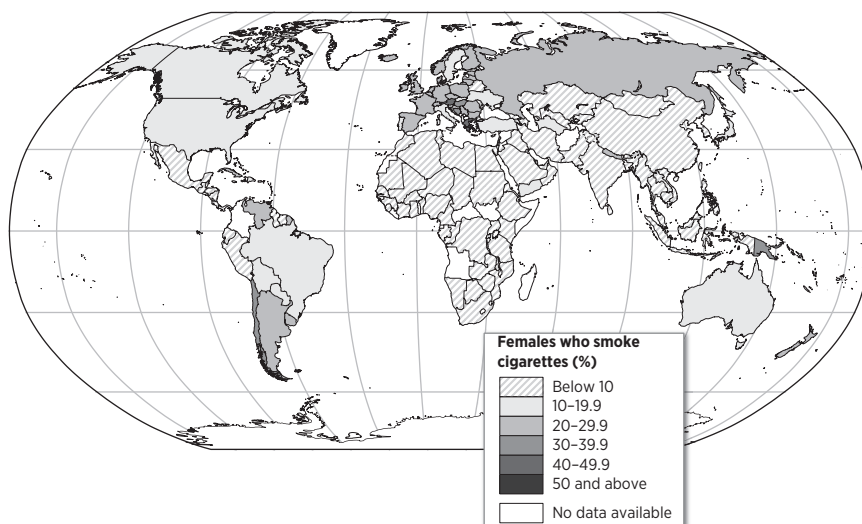 Females who smoke
cigarettes (%)
Below 10
10–19.9
20–29.9
30–39.9
40–49.9
50 and above
No data available